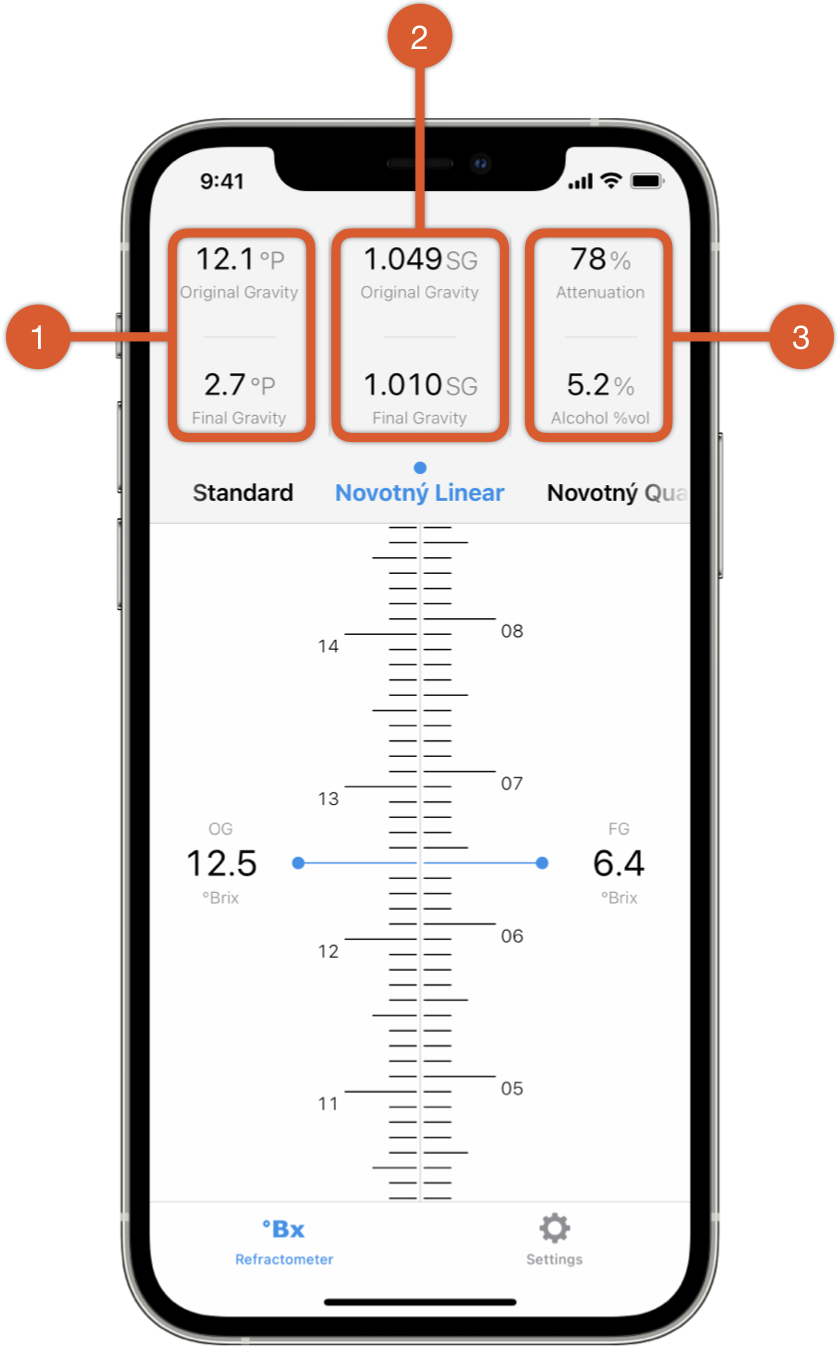 2
9:41
12.1 °P
Original Gravity
1.049 SG
Original Gravity
78 %
Attenuation
1
3
2.7 °P
Final Gravity
1.010 SG
Final Gravity
5.2 %
Alcohol %vol
Standard
Novotný Linear
Novotný Qua
08
14
07
13
OG
12.5
°Brix
FG
6.4
°Brix
06
12
05
11
°Bx
Refractometer
Settings